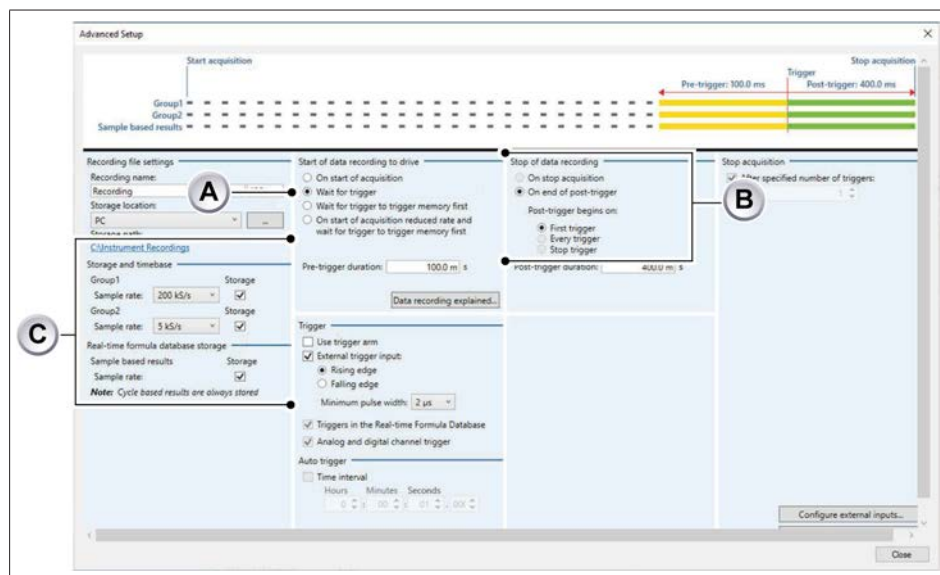 Advanced Setup
Start acquisition
Stop acquisition
Trigger
Pre-trigger: 100.0 ms
Post-trigger: 400.0 ms
Group1
Group2
Sample based results
Recording file settings
Recording name:
Recording
Storage location:
PC
...
Storage path:
C:\Instrument Recordings
Storage and timebase
Group1 Storage
Sample rate: 200 kS/s
Group2 Storage
Sample rate: 5 kS/s
Real-time formula database storage
Sample based results Storage
Sample rate:
Note: Cycle based results are always stored
Start of data recording to drive
On start of acquisition
Wait for trigger
Wait for trigger to trigger memory first
On start of acquisition reduced rate and
wait for trigger to trigger memory first
Pre-trigger duration: 100.0 m s
Data recording explained...
Trigger
Use trigger arm
External trigger input:
Rising edge
Falling edge
Minimum pulse width: 2 µs
Triggers in the Real-time Formula Database
Analog and digital channel trigger
Auto trigger
Time interval
Hours Minutes Seconds
0 : 00 : 01 . 000
Stop of data recording
On stop acquisition
On end of post-trigger
Post-trigger begins on:
First trigger
Every trigger
Stop trigger
Post-trigger duration: 400.0 m s
Stop acquisition
After specified number of triggers:
1
Configure external inputs...
Close
A
B
C